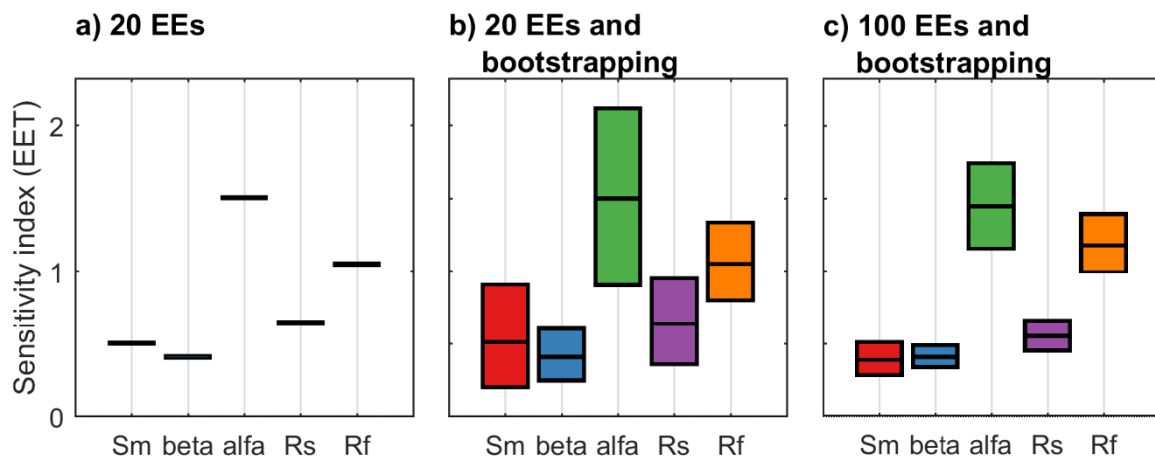 a) 20 EEs
b) 20 EEs and
bootstrapping
c) 100 EEs and
bootstrapping
Sensitivity index (EET)
2
1
0
Sm beta alfa Rs Rf
Sm beta alfa Rs Rf
Sm beta alfa Rs Rf